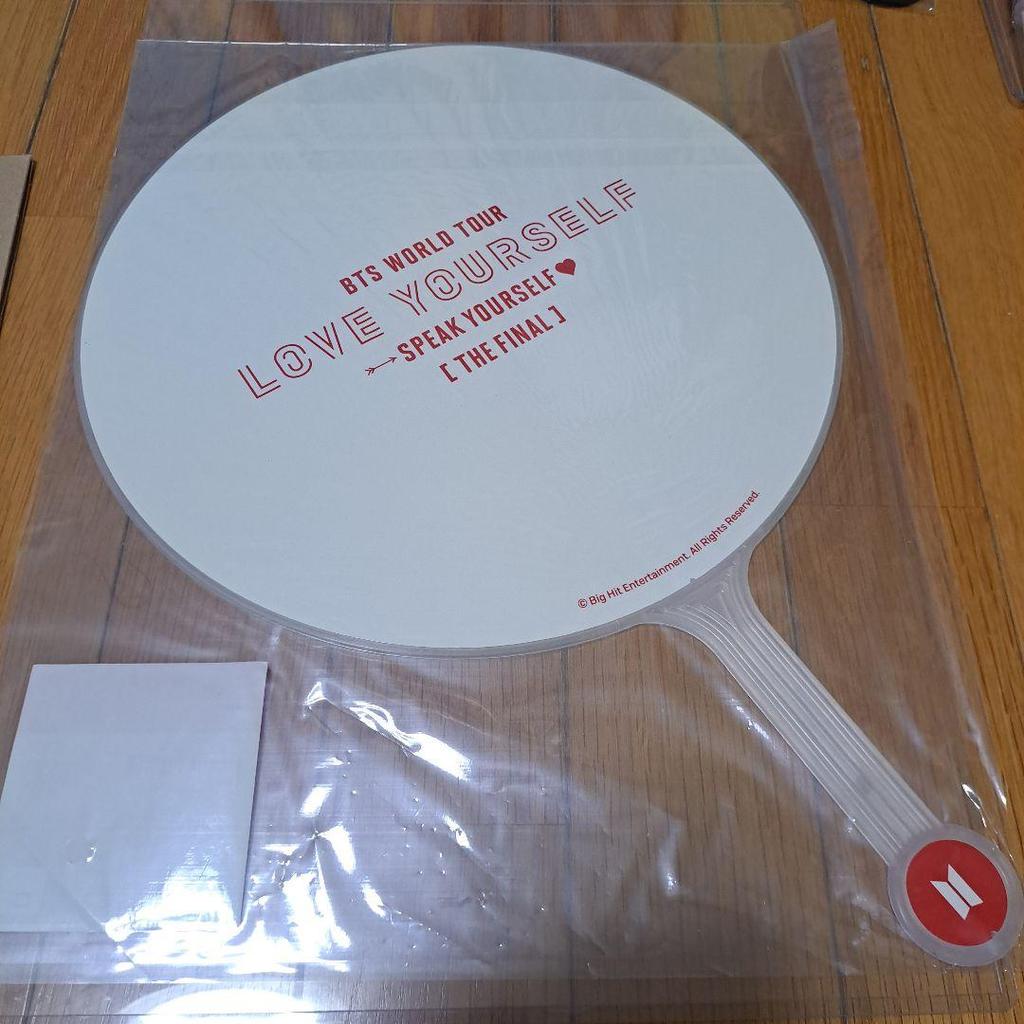 BTS WORLD TOUR
LOVE YOURSELF
SPEAK YOURSELF
[ THE FINAL ]
© Big Hit Entertainment. All Rights Reserved.